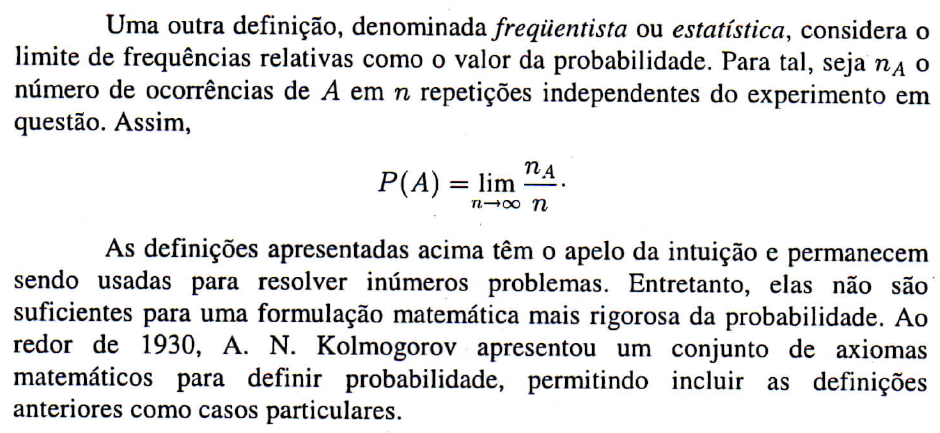 Uma outra definição, denominada freqüentista ou estatística, considera o
limite de frequências relativas como o valor da probabilidade. Para tal, seja n_A o
número de ocorrências de A em n repetições independentes do experimento em
questão. Assim,
P(A) = lim_{n→∞} n_A/n.
As definições apresentadas acima têm o apelo da intuição e permanecem
sendo usadas para resolver inúmeros problemas. Entretanto, elas não são
suficientes para uma formulação matemática mais rigorosa da probabilidade. Ao
redor de 1930, A. N. Kolmogorov apresentou um conjunto de axiomas
matemáticos para definir probabilidade, permitindo incluir as definições
anteriores como casos particulares.